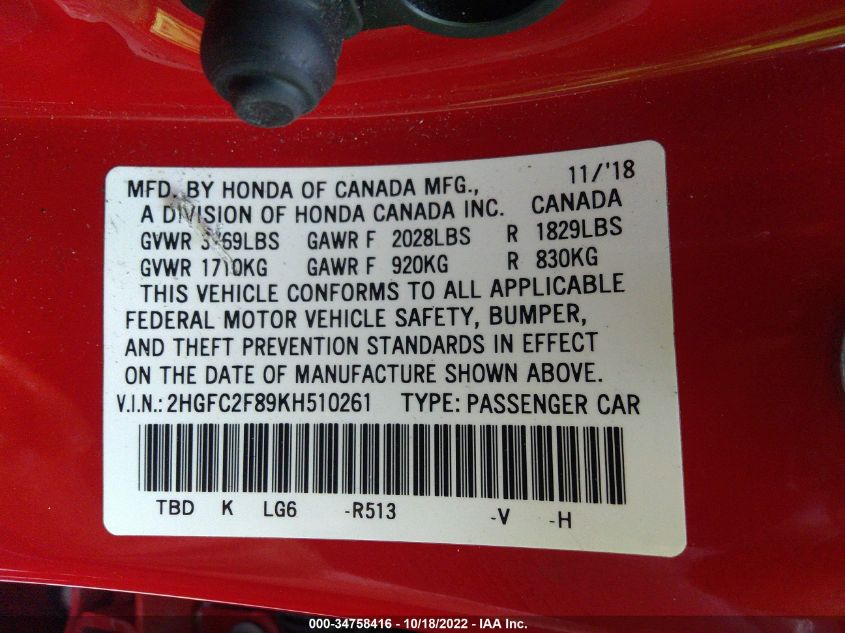 MFD. BY HONDA OF CANADA MFG., 11/'18
A DIVISION OF HONDA CANADA INC. CANADA
GVWR GAWR F 2028LBS R 1829LBS
GVWR 1710KG GAWR F 920KG R 830KG
THIS VEHICLE CONFORMS TO ALL APPLICABLE
FEDERAL MOTOR VEHICLE SAFETY, BUMPER,
AND THEFT PREVENTION STANDARDS IN EFFECT
ON THE DATE OF MANUFACTURE SHOWN ABOVE.
V.I.N.: 2HGFC2F89KH510261 TYPE: PASSENGER CAR
TBD K LG6 -R513 -V -H
000-34758416 - 10/18/2022 - IAA Inc.